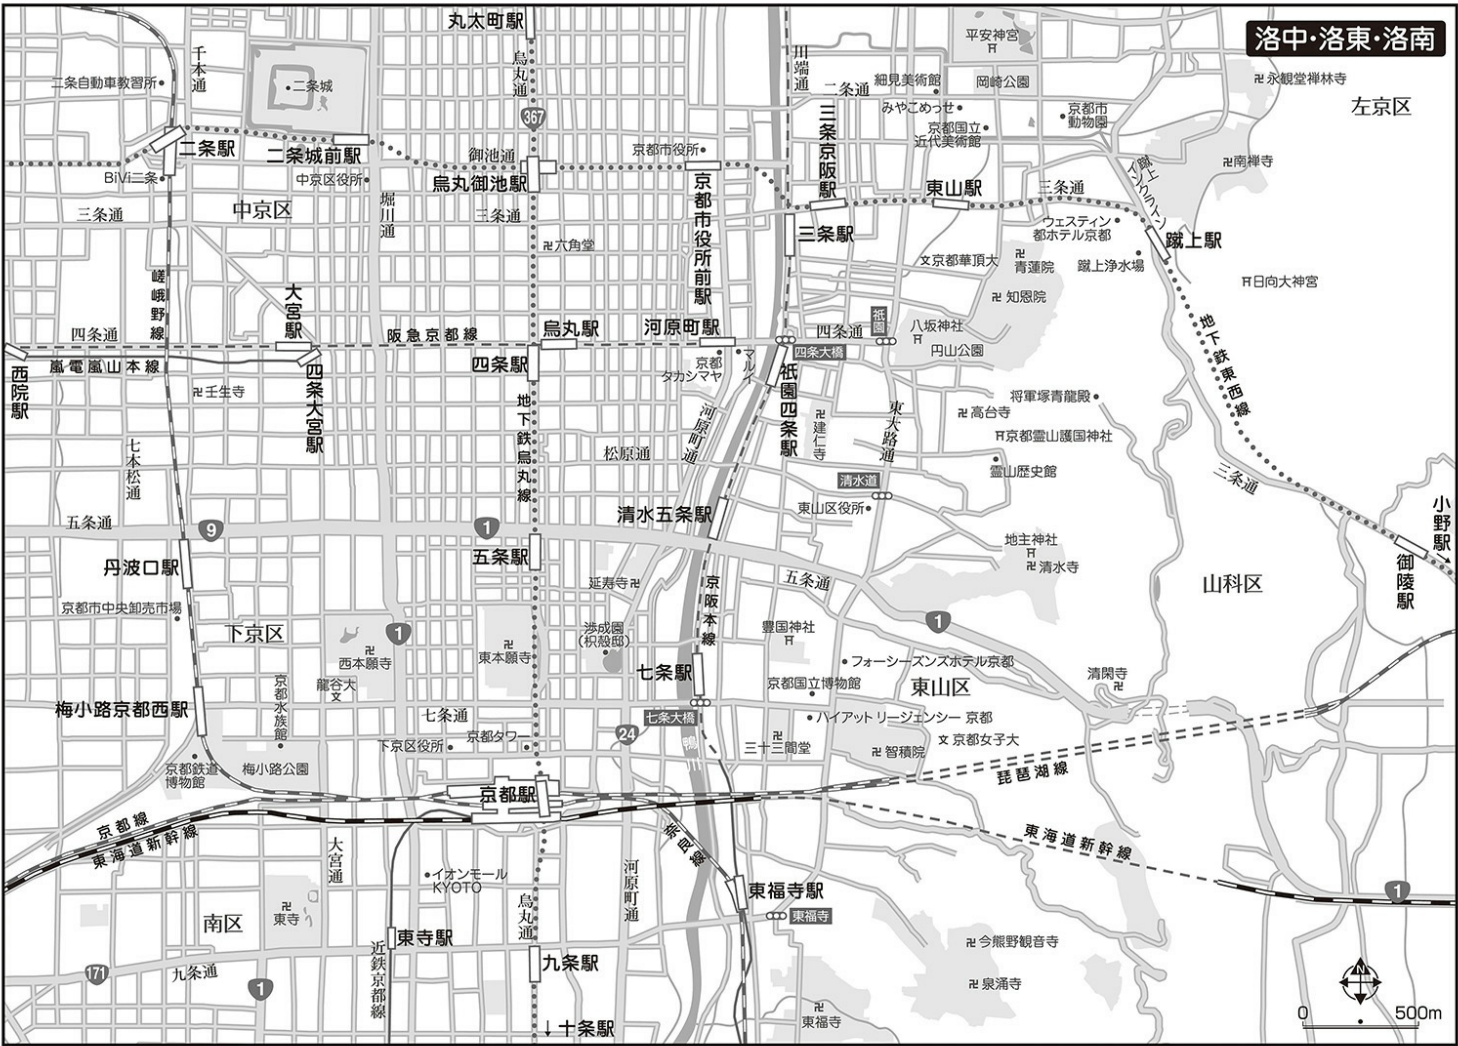 洛中・洛東・洛南
丸太町駅
烏丸通
367
千本通
二条自動車教習所
二条城
川端通
平安神宮
細見美術館
岡崎公園
二条通
みやこめっせ
京都国立
近代美術館
京都市
動物園
永観堂禅林寺
左京区
南禅寺
蹴上
インクライン
二条駅
二条城前駅
BiVi二条
中京区役所
御池通
烏丸御池駅
京都市役所
京都市役所前駅
三条京阪駅
東山駅
三条通
三条通
中京区
堀川通
三条通
六角堂
三条駅
ウェスティン
都ホテル京都
蹴上駅
蹴上浄水場
京都華頂大
青蓮院
知恩院
日向大神宮
嵯峨野線
大宮駅
四条通
阪急京都線
烏丸駅
河原町駅
四条通
祇園
八坂神社
円山公園
地下鉄東西線
嵐電嵐山本線
西院駅
四条大宮駅
壬生寺
四条駅
京都
タカシマヤ
マルイ
四条大橋
祇園四条駅
河原町通
建仁寺
東大路通
高台寺
将軍塚青龍殿
京都霊山護国神社
霊山歴史館
七本松通
地下鉄烏丸線
松原通
清水道
東山区役所
三条通
五条通
9
1
清水五条駅
小野駅
御陵駅
丹波口駅
五条駅
延寿寺
京阪本線
五条通
地主神社
清水寺
山科区
京都市中央卸売市場
下京区
1
西本願寺
東本願寺
渉成園
(枳殻邸)
豊国神社
1
フォーシーズンズホテル京都
龍谷大
七条駅
京都国立博物館
東山区
清閑寺
梅小路京都西駅
京都水族館
七条通
七条大橋
ハイアット リージェンシー 京都
下京区役所
京都タワー
24
鴨川
三十三間堂
智積院
京都女子大
京都鉄道
博物館
梅小路公園
京都駅
琵琶湖線
京都線
東海道新幹線
奈良線
東海道新幹線
大宮通
イオンモール
KYOTO
烏丸通
河原町通
東福寺駅
東福寺
1
南区
東寺
東寺駅
近鉄京都線
九条駅
今熊野観音寺
泉涌寺
171
九条通
1
↓十条駅
東福寺
N
0
500m